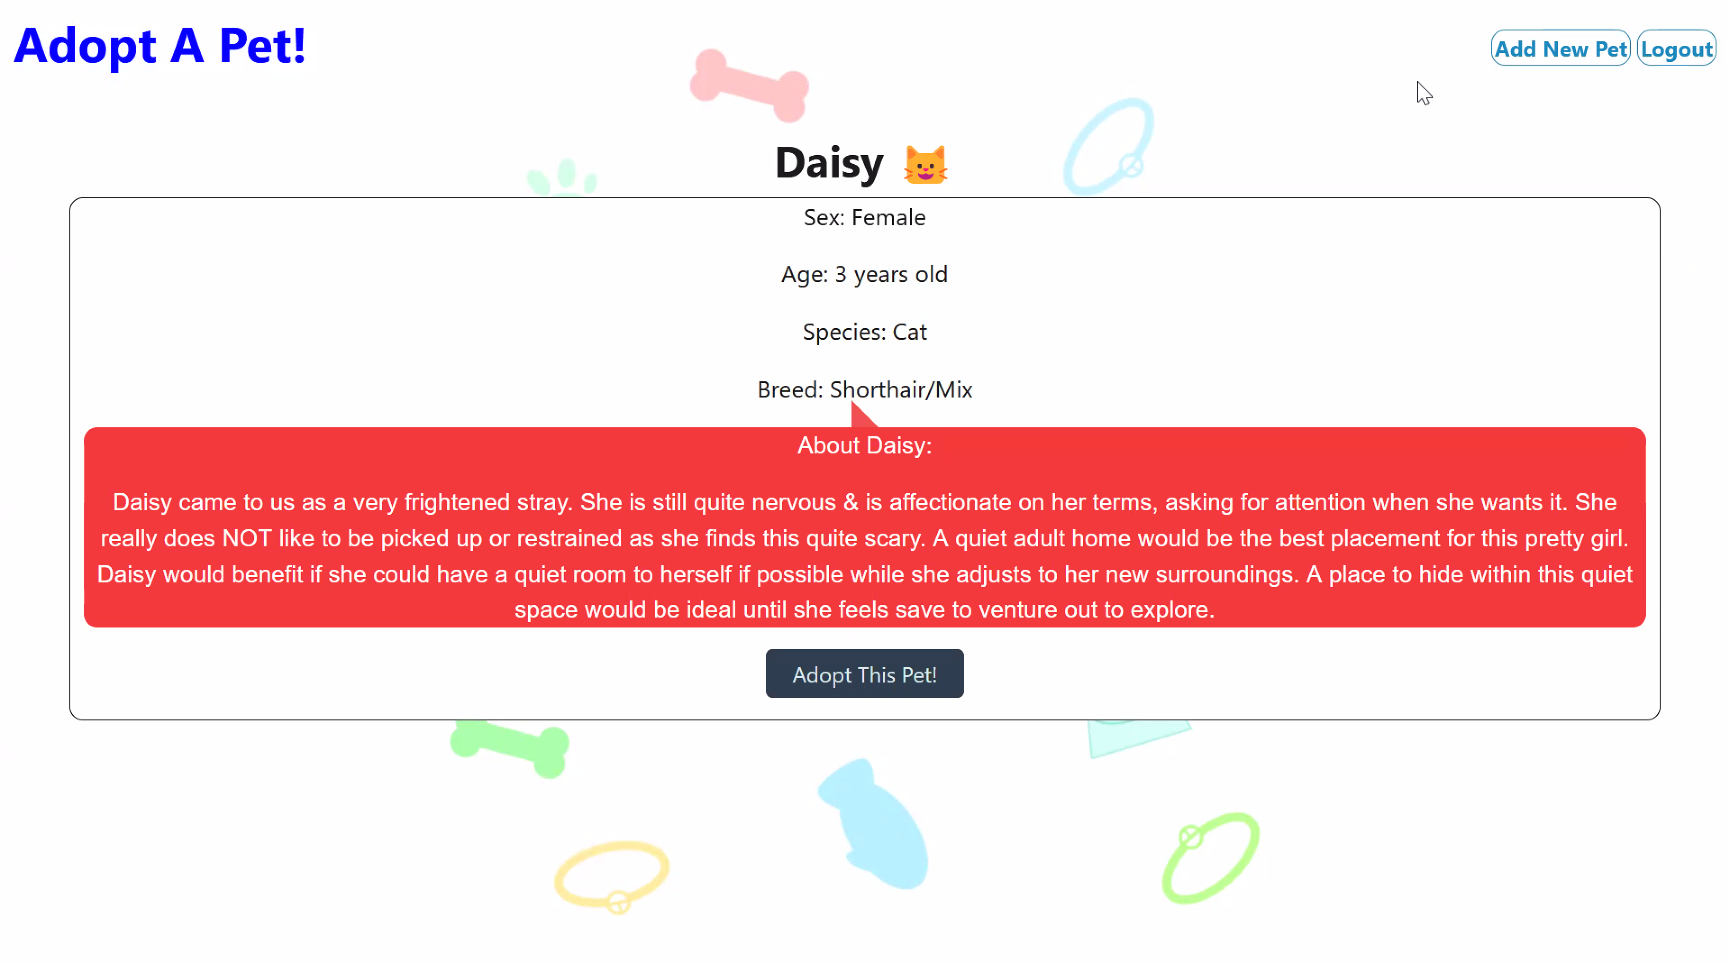 Adopt A Pet!
Add New Pet
Logout
Daisy
Sex: Female
Age: 3 years old
Species: Cat
Breed: Shorthair/Mix
About Daisy:
Daisy came to us as a very frightened stray. She is still quite nervous & is affectionate on her terms, asking for attention when she wants it. She
really does NOT like to be picked up or restrained as she finds this quite scary. A quiet adult home would be the best placement for this pretty girl.
Daisy would benefit if she could have a quiet room to herself if possible while she adjusts to her new surroundings. A place to hide within this quiet
space would be ideal until she feels save to venture out to explore.
Adopt This Pet!